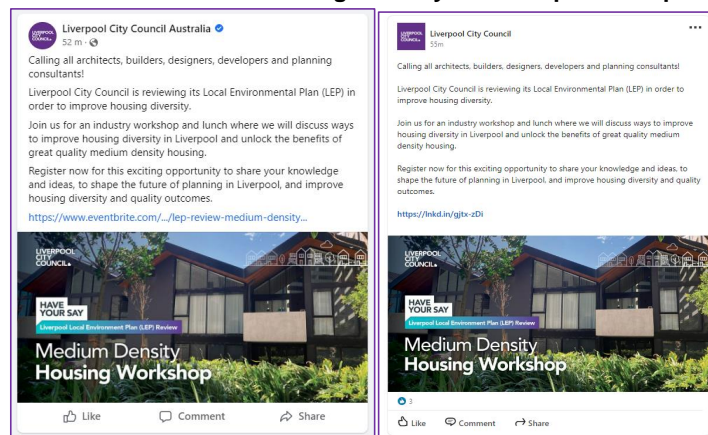 Liverpool City Council Australia
52 m
Calling all architects, builders, designers, developers and planning
consultants!
Liverpool City Council is reviewing its Local Environmental Plan (LEP) in
order to improve housing diversity.
Join us for an industry workshop and lunch where we will discuss ways
to improve housing diversity in Liverpool and unlock the benefits of
great quality medium density housing.
Register now for this exciting opportunity to share your knowledge
and ideas, to shape the future of planning in Liverpool, and improve
housing diversity and quality outcomes.
https://www.eventbrite.com/.../lep-review-medium-density...
LIVERPOOL
CITY
COUNCIL
HAVE
YOUR SAY
Liverpool Local Environment Plan (LEP) Review
Medium Density
Housing Workshop
Like Comment Share
Liverpool City Council
55m
Calling all architects, builders, designers, developers and planning consultants!
Liverpool City Council is reviewing its Local Environmental Plan (LEP) in order to
improve housing diversity.
Join us for an industry workshop and lunch where we will discuss ways to improve
housing diversity in Liverpool and unlock the benefits of great quality medium
density housing.
Register now for this exciting opportunity to share your knowledge and ideas, to
shape the future of planning in Liverpool, and improve housing diversity and quality
outcomes.
https://lnkd.in/gjtx-zDi
LIVERPOOL
CITY
COUNCIL
HAVE
YOUR SAY
Liverpool Local Environment Plan (LEP) Review
Medium Density
Housing Workshop
3
Like Comment Share